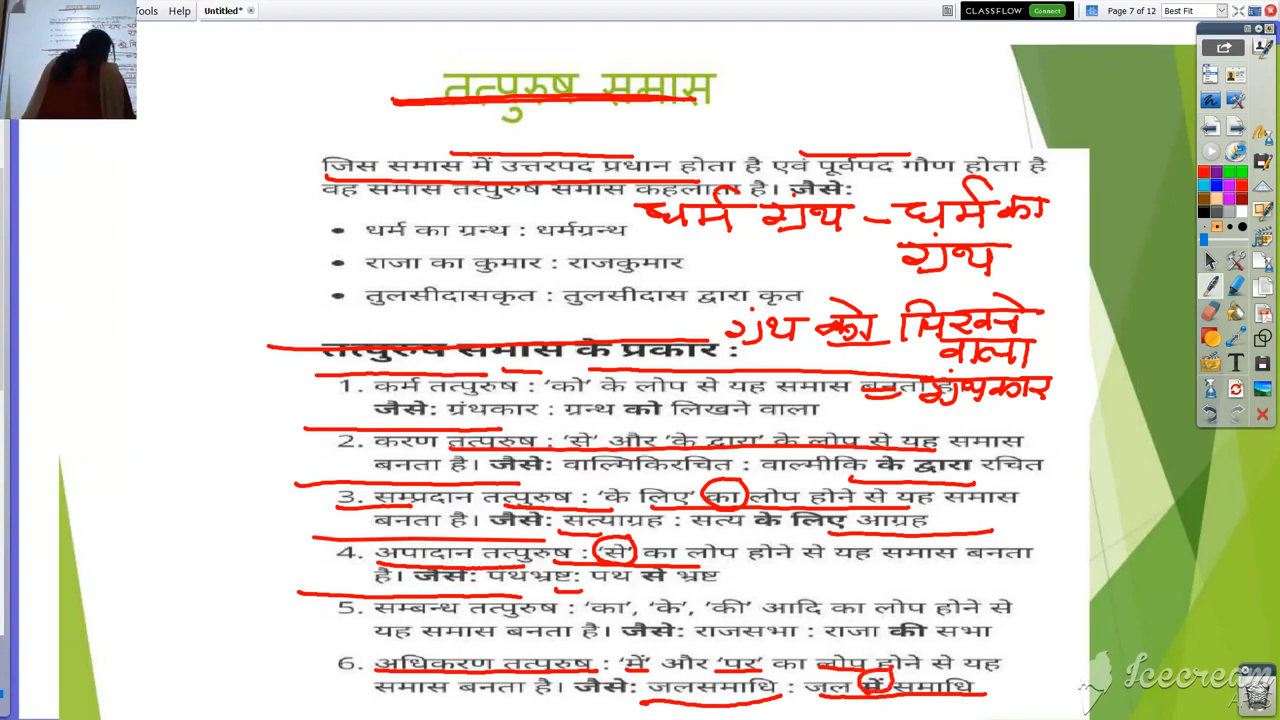 Tools Help Untitled* CLASSFLOW Connect Page 7 of 12 Best Fit
तत्पुरुष समास
जिस समास में उत्तरपद प्रधान होता है एवं पूर्वपद गौण होता है
वह समास तत्पुरुष समास कहलाता है। जैसे:
धर्म ग्रंथ – धर्म का
ग्रंथ
• धर्म का ग्रन्थ : धर्मग्रन्थ
• राजा का कुमार : राजकुमार
• तुलसीदासकृत : तुलसीदास द्वारा कृत
ग्रंथ को लिखने
वाला
= ग्रंथकार
तत्पुरुष समास के प्रकार :
1. कर्म तत्पुरुष : ‘को’ के लोप से यह समास बनता है।
जैसे: ग्रंथकार : ग्रन्थ को लिखने वाला
2. करण तत्पुरुष : ‘से’ और ‘के द्वारा’ के लोप से यह समास
बनता है। जैसे: वाल्मिकिरचित : वाल्मीकि के द्वारा रचित
3. सम्प्रदान तत्पुरुष : ‘के लिए’ का लोप होने से यह समास
बनता है। जैसे: सत्याग्रह : सत्य के लिए आग्रह
4. अपादान तत्पुरुष : ‘से’ का लोप होने से यह समास बनता
है। जैसे: पथभ्रष्ट: पथ से भ्रष्ट
5. सम्बन्ध तत्पुरुष : ‘का’, ‘के’, ‘की’ आदि का लोप होने से
यह समास बनता है। जैसे: राजसभा : राजा की सभा
6. अधिकरण तत्पुरुष : ‘में’ और ‘पर’ का लोप होने से यह
समास बनता है। जैसे: जलसमाधि : जल में समाधि
Icecream
APPS